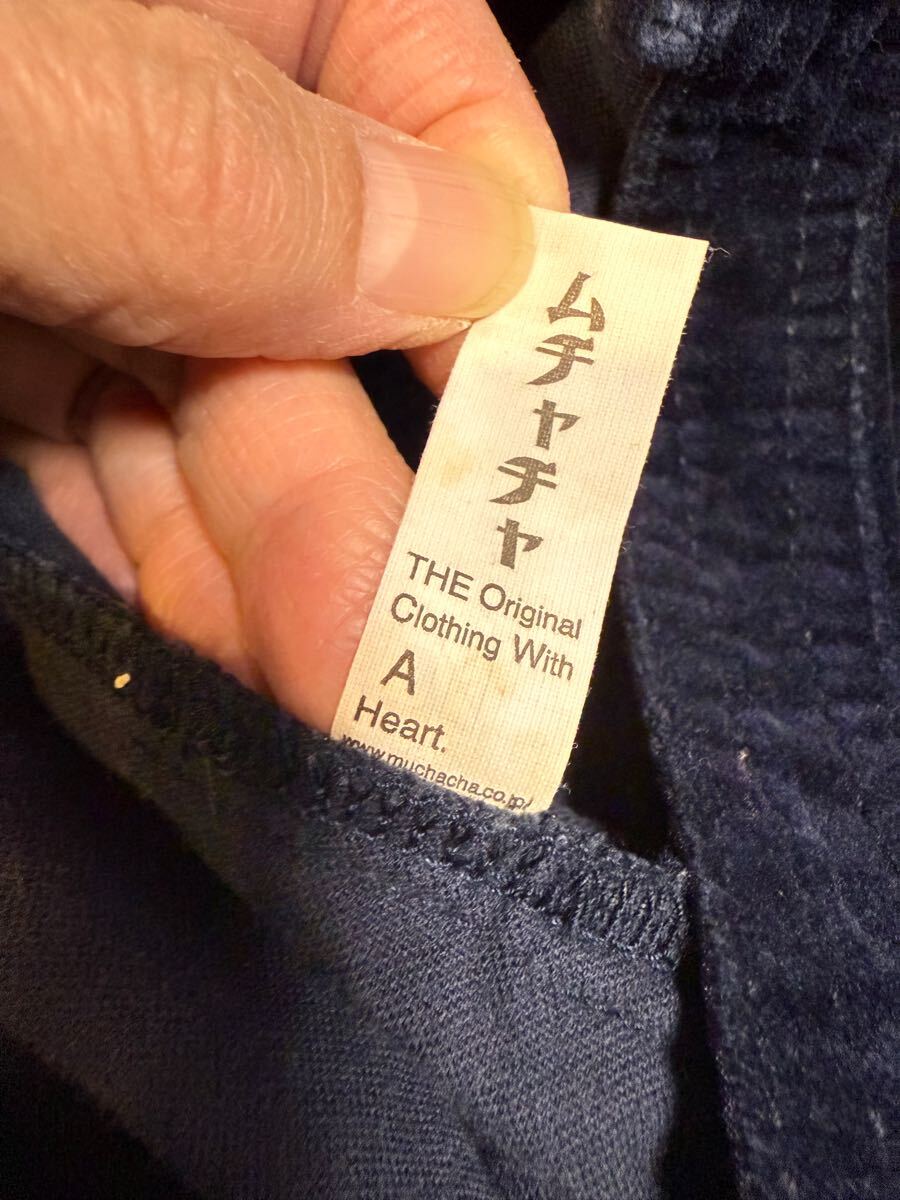 ムチャチャ
THE Original
Clothing With
A
Heart.
www.muchacha.co.jp/